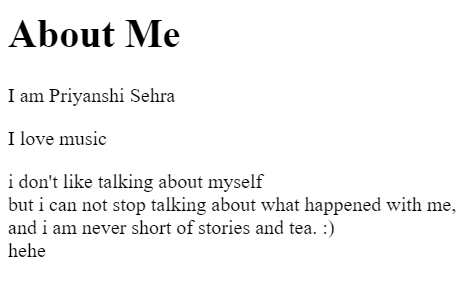 About Me
I am Priyanshi Sehra
I love music
i don't like talking about myself
but i can not stop talking about what happened with me,
and i am never short of stories and tea. :)
hehe